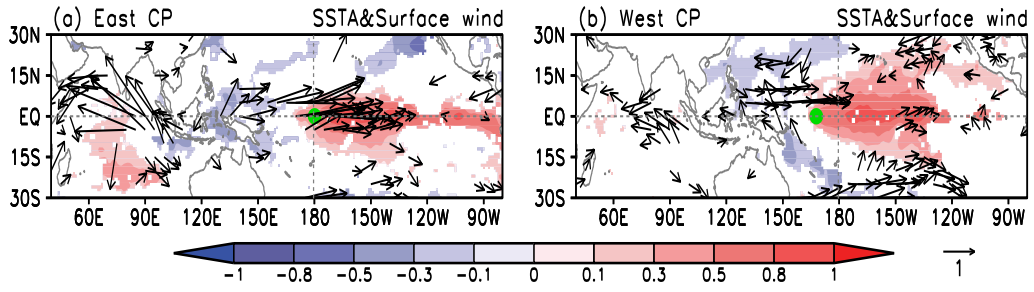 (a) East CP SSTA&Surface wind
30N
15N
EQ
15S
30S
60E 90E 120E 150E 180 150W 120W 90W
(b) West CP SSTA&Surface wind
30N
15N
EQ
15S
30S
60E 90E 120E 150E 180 150W 120W 90W
-1 -0.8 -0.5 -0.3 -0.1 0 0.1 0.3 0.5 0.8 1
1